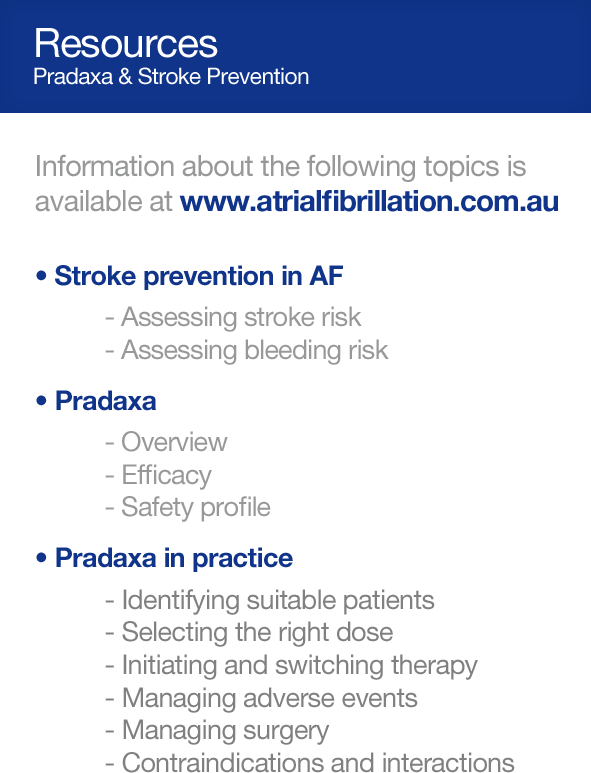 Resources
Pradaxa & Stroke Prevention
Information about the following topics is
available at www.atrialfibrillation.com.au
• Stroke prevention in AF
- Assessing stroke risk
- Assessing bleeding risk
• Pradaxa
- Overview
- Efficacy
- Safety profile
• Pradaxa in practice
- Identifying suitable patients
- Selecting the right dose
- Initiating and switching therapy
- Managing adverse events
- Managing surgery
- Contraindications and interactions